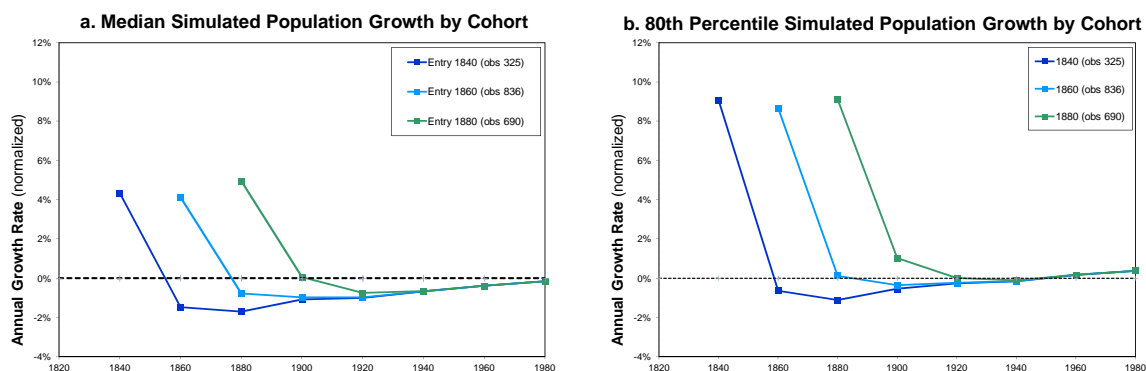 a. Median Simulated Population Growth by Cohort
Annual Growth Rate (normalized)
12%
10%
8%
6%
4%
2%
0%
-2%
-4%
1820 1840 1860 1880 1900 1920 1940 1960 1980
Entry 1840 (obs 325)
Entry 1860 (obs 836)
Entry 1880 (obs 690)
b. 80th Percentile Simulated Population Growth by Cohort
Annual Growth Rate (normalized)
12%
10%
8%
6%
4%
2%
0%
-2%
-4%
1820 1840 1860 1880 1900 1920 1940 1960 1980
1840 (obs 325)
1860 (obs 836)
1880 (obs 690)